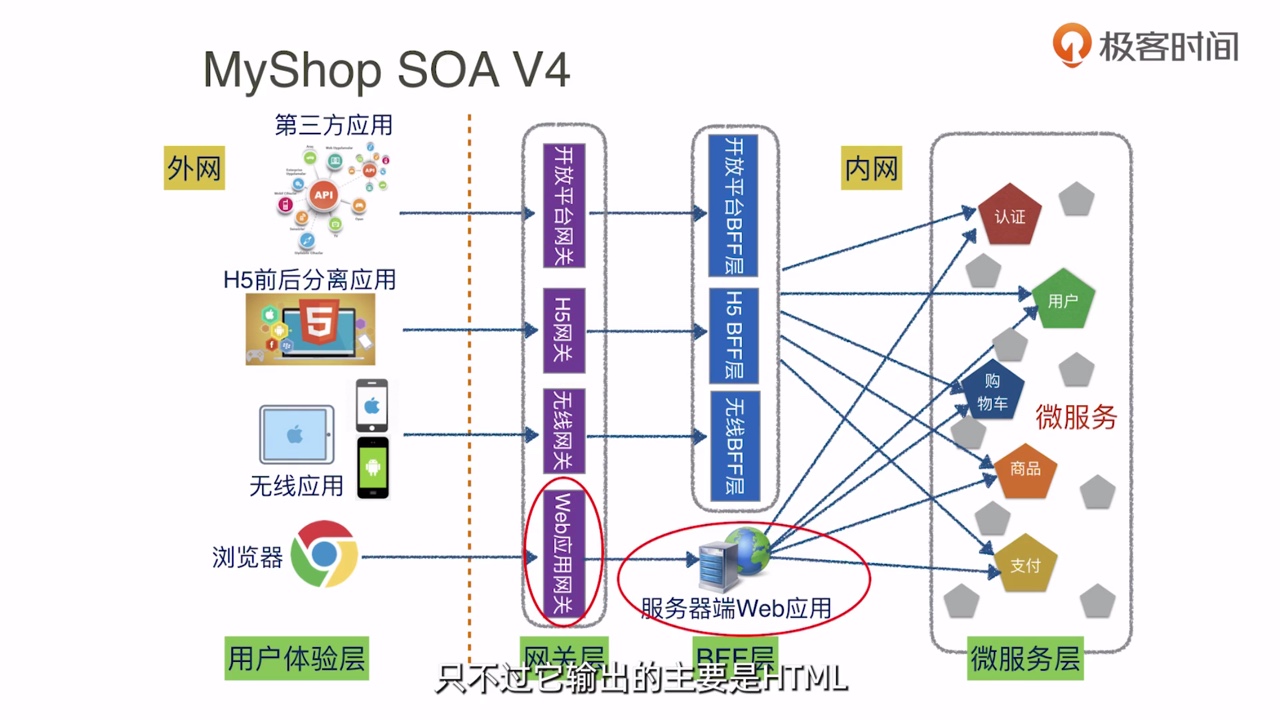 MyShop SOA V4
极客时间
第三方应用
外网
API
API
H5前后分离应用
5
无线应用
浏览器
用户体验层
开放平台网关
H5网关
无线网关
Web应用网关
网关层
开放平台BFF层
H5 BFF层
无线BFF层
服务器端Web应用
BFF层
内网
认证
用户
购
物车
微服务
商品
支付
微服务层
只不过它输出的主要是HTML